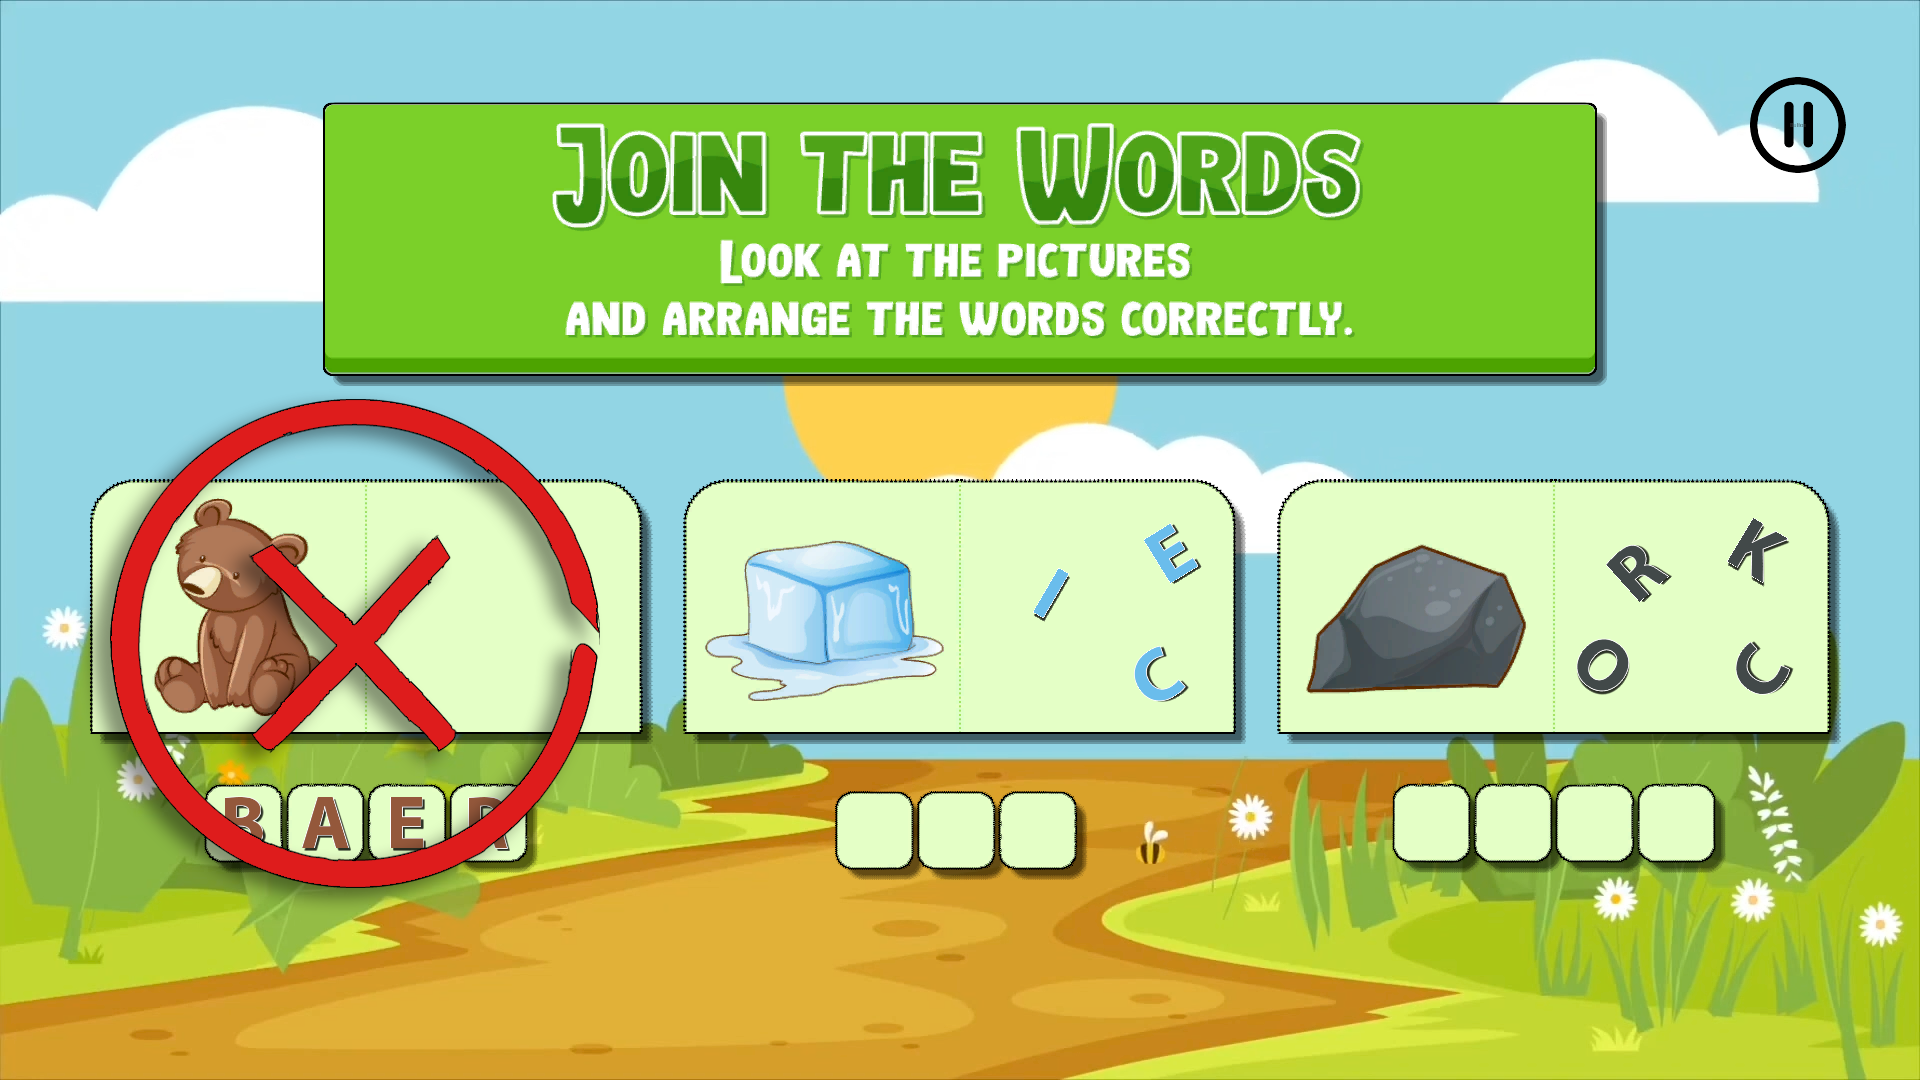 JOIN THE WORDS
LOOK AT THE PICTURES
AND ARRANGE THE WORDS CORRECTLY.
I E C
R K O C
B A E R